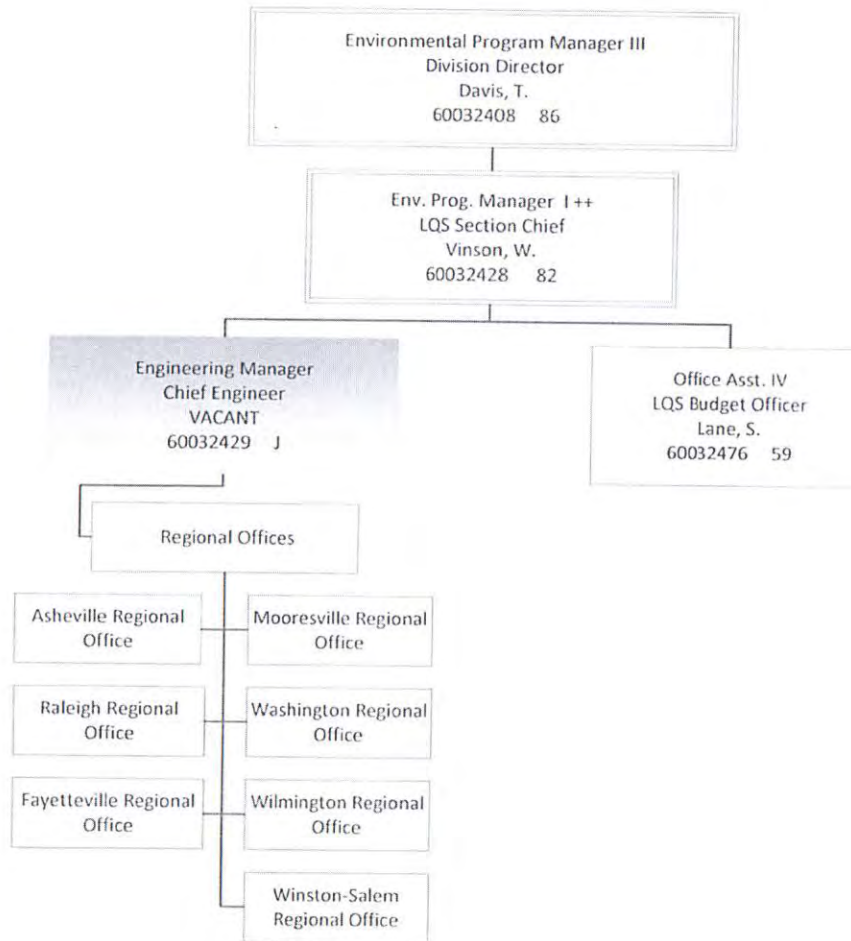 Environmental Program Manager III
Division Director
Davis, T.
60032408 86
Env. Prog. Manager I ++
LQS Section Chief
Vinson, W.
60032428 82
Engineering Manager
Chief Engineer
VACANT
60032429 J
Office Asst. IV
LQS Budget Officer
Lane, S.
60032476 59
Regional Offices
Asheville Regional
Office
Mooresville Regional
Office
Raleigh Regional
Office
Washington Regional
Office
Fayetteville Regional
Office
Wilmington Regional
Office
Winston-Salem
Regional Office